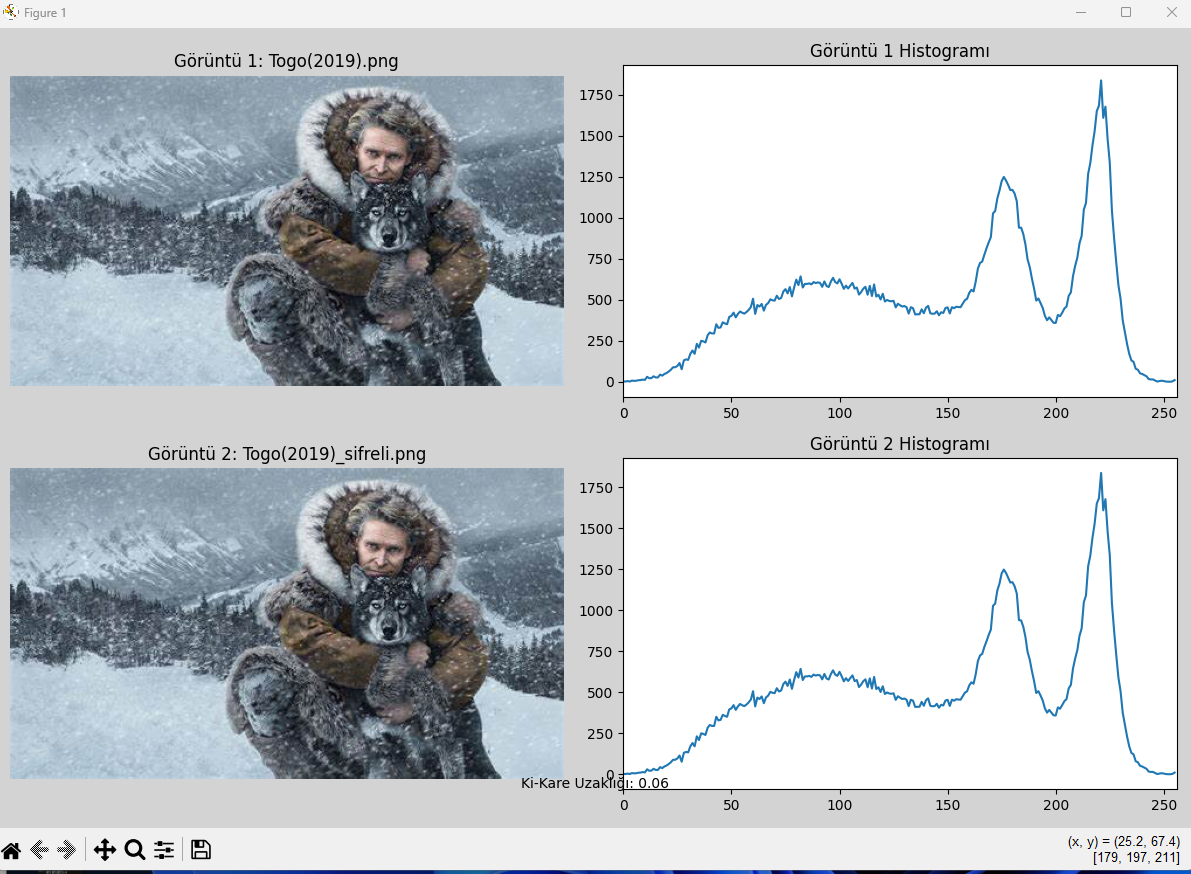 Figure 1
Görüntü 1: Togo(2019).png
Görüntü 1 Histogramı
1750
1500
1250
1000
750
500
250
0
0 50 100 150 200 250
Görüntü 2: Togo(2019)_sifreli.png
Görüntü 2 Histogramı
1750
1500
1250
1000
750
500
250
0
Ki-Kare Uzaklığı: 0.06
0 50 100 150 200 250
(x, y) = (25.2, 67.4)
[179, 197, 211]